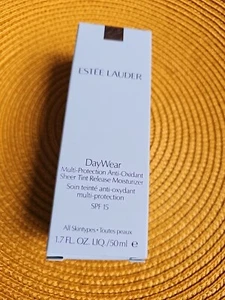 ESTĒE LAUDER
DayWear
Multi-Protection Anti-Oxidant
Sheer Tint Release Moisturizer
Soin teinté anti-oxydant
multi-protection
SPF 15
All Skintypes • Toutes peaux
1.7 FL. OZ. LIQ./50 ml ℮